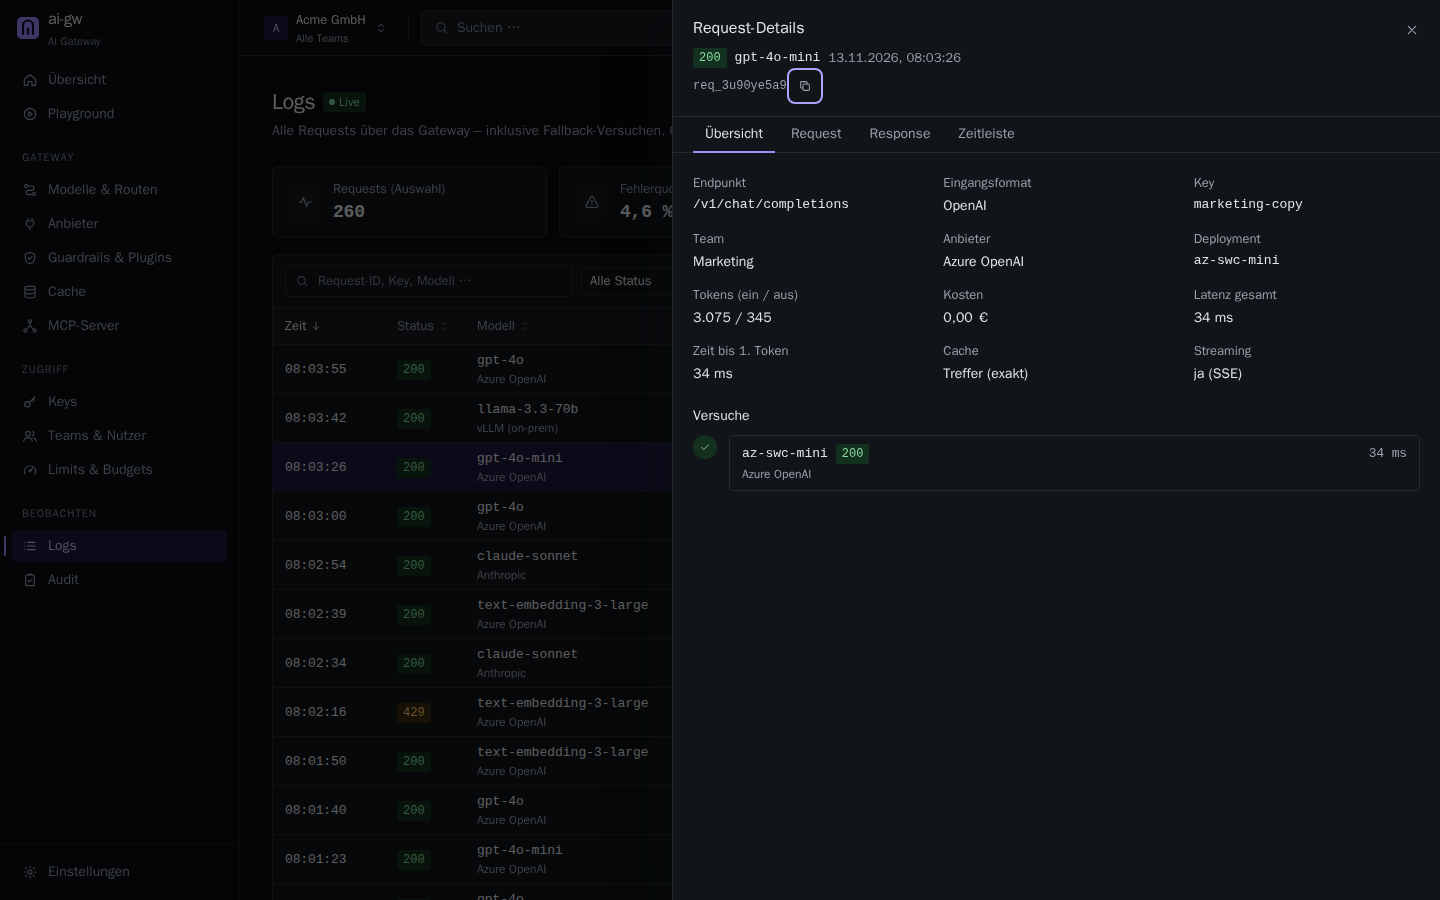 ai-gw
AI Gateway
Übersicht
Playground
GATEWAY
Modelle & Routen
Anbieter
Guardrails & Plugins
Cache
MCP-Server
ZUGRIFF
Keys
Teams & Nutzer
Limits & Budgets
BEOBACHTEN
Logs
Audit
Einstellungen
A
Acme GmbH
Alle Teams
Suchen ···
Logs
Live
Alle Requests über das Gateway – inklusive Fallback-Versuchen,
Requests (Auswahl)
260
4,6 %
Request-ID, Key, Modell ···
Alle Status
Zeit Status Modell
08:03:55 200 gpt-4o
Azure OpenAI
08:03:42 200 llama-3.3-70b
vLLM (on-prem)
08:03:26 200 gpt-4o-mini
Azure OpenAI
08:03:00 200 gpt-4o
Azure OpenAI
08:02:54 200 claude-sonnet
Anthropic
08:02:39 200 text-embedding-3-large
Azure OpenAI
08:02:34 200 claude-sonnet
Anthropic
08:02:16 429 text-embedding-3-large
Azure OpenAI
08:01:50 200 text-embedding-3-large
Azure OpenAI
08:01:40 200 gpt-4o
Azure OpenAI
08:01:23 200 gpt-4o-mini
Azure OpenAI
Request-Details
200 gpt-4o-mini 13.11.2026, 08:03:26
req_3u90ye5a9
Übersicht Request Response Zeitleiste
Endpunkt Eingangsformat Key
/v1/chat/completions OpenAI marketing-copy
Team Anbieter Deployment
Marketing Azure OpenAI az-swc-mini
Tokens (ein / aus) Kosten Latenz gesamt
3.075 / 345 0,00 € 34 ms
Zeit bis 1. Token Cache Streaming
34 ms Treffer (exakt) ja (SSE)
Versuche
az-swc-mini 200 34 ms
Azure OpenAI